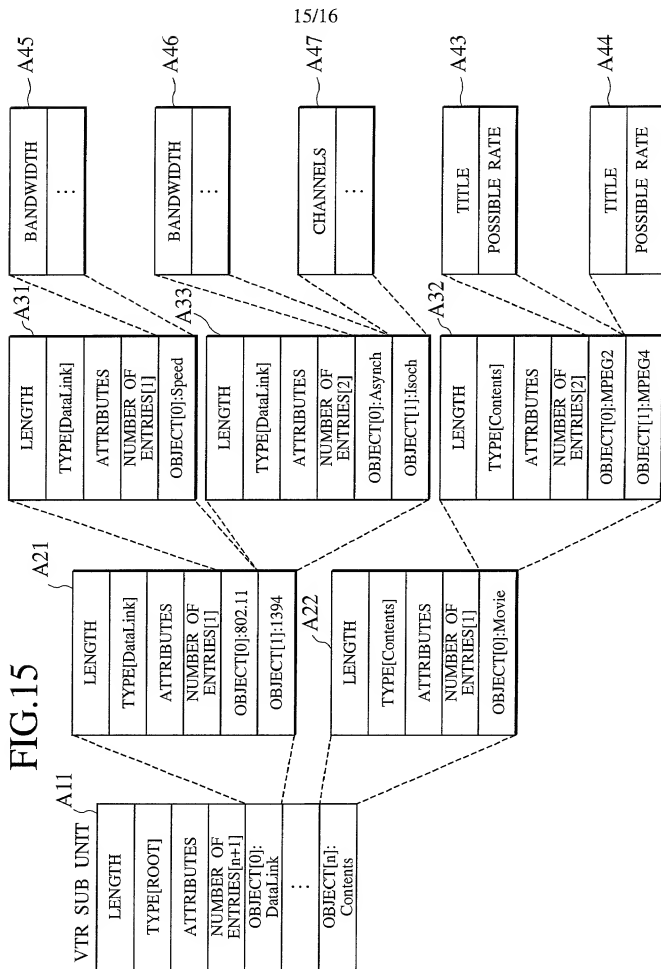 15/16
FIG.15
VTR SUB UNIT
A11
LENGTH
TYPE[ROOT]
ATTRIBUTES
NUMBER OF
ENTRIES[n+1]
OBJECT[0]:
DataLink
⋮
OBJECT[n]:
Contents
A21
LENGTH
TYPE[DataLink]
ATTRIBUTES
NUMBER OF
ENTRIES[1]
OBJECT[0]:802.11
OBJECT[1]:1394
A22
LENGTH
TYPE[Contents]
ATTRIBUTES
NUMBER OF
ENTRIES[1]
OBJECT[0]:Movie
A31
LENGTH
TYPE[DataLink]
ATTRIBUTES
NUMBER OF
ENTRIES[1]
OBJECT[0]:Speed
A33
LENGTH
TYPE[DataLink]
ATTRIBUTES
NUMBER OF
ENTRIES[2]
OBJECT[0]:Asynch
OBJECT[1]:Isoch
A32
LENGTH
TYPE[Contents]
ATTRIBUTES
NUMBER OF
ENTRIES[2]
OBJECT[0]:MPEG2
OBJECT[1]:MPEG4
A45
BANDWIDTH
⋮
A46
BANDWIDTH
⋮
A47
CHANNELS
⋮
A43
TITLE
POSSIBLE RATE
A44
TITLE
POSSIBLE RATE